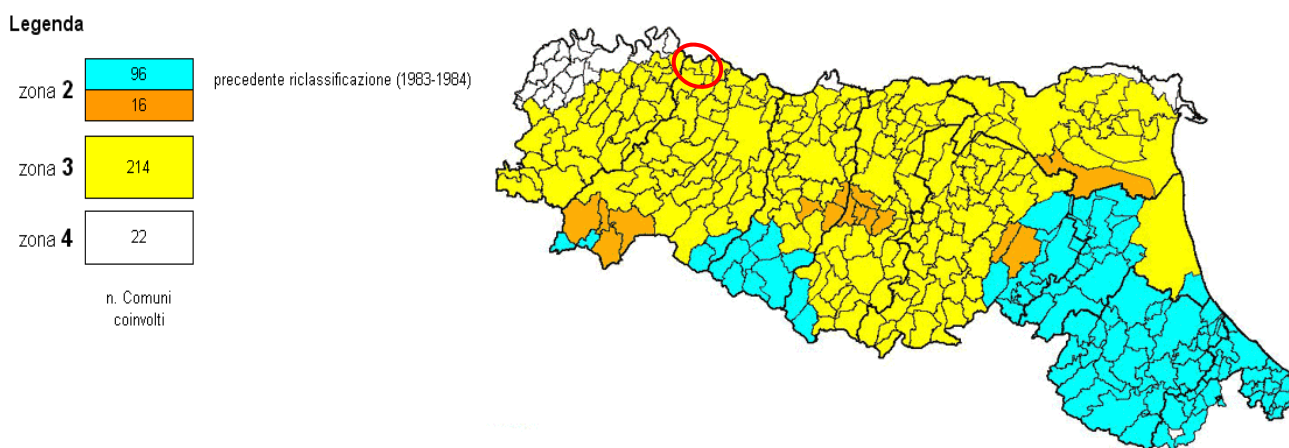 Legenda
zona 2
96
16
precedente riclassificazione (1983-1984)
zona 3
214
zona 4
22
n. Comuni
coinvolti